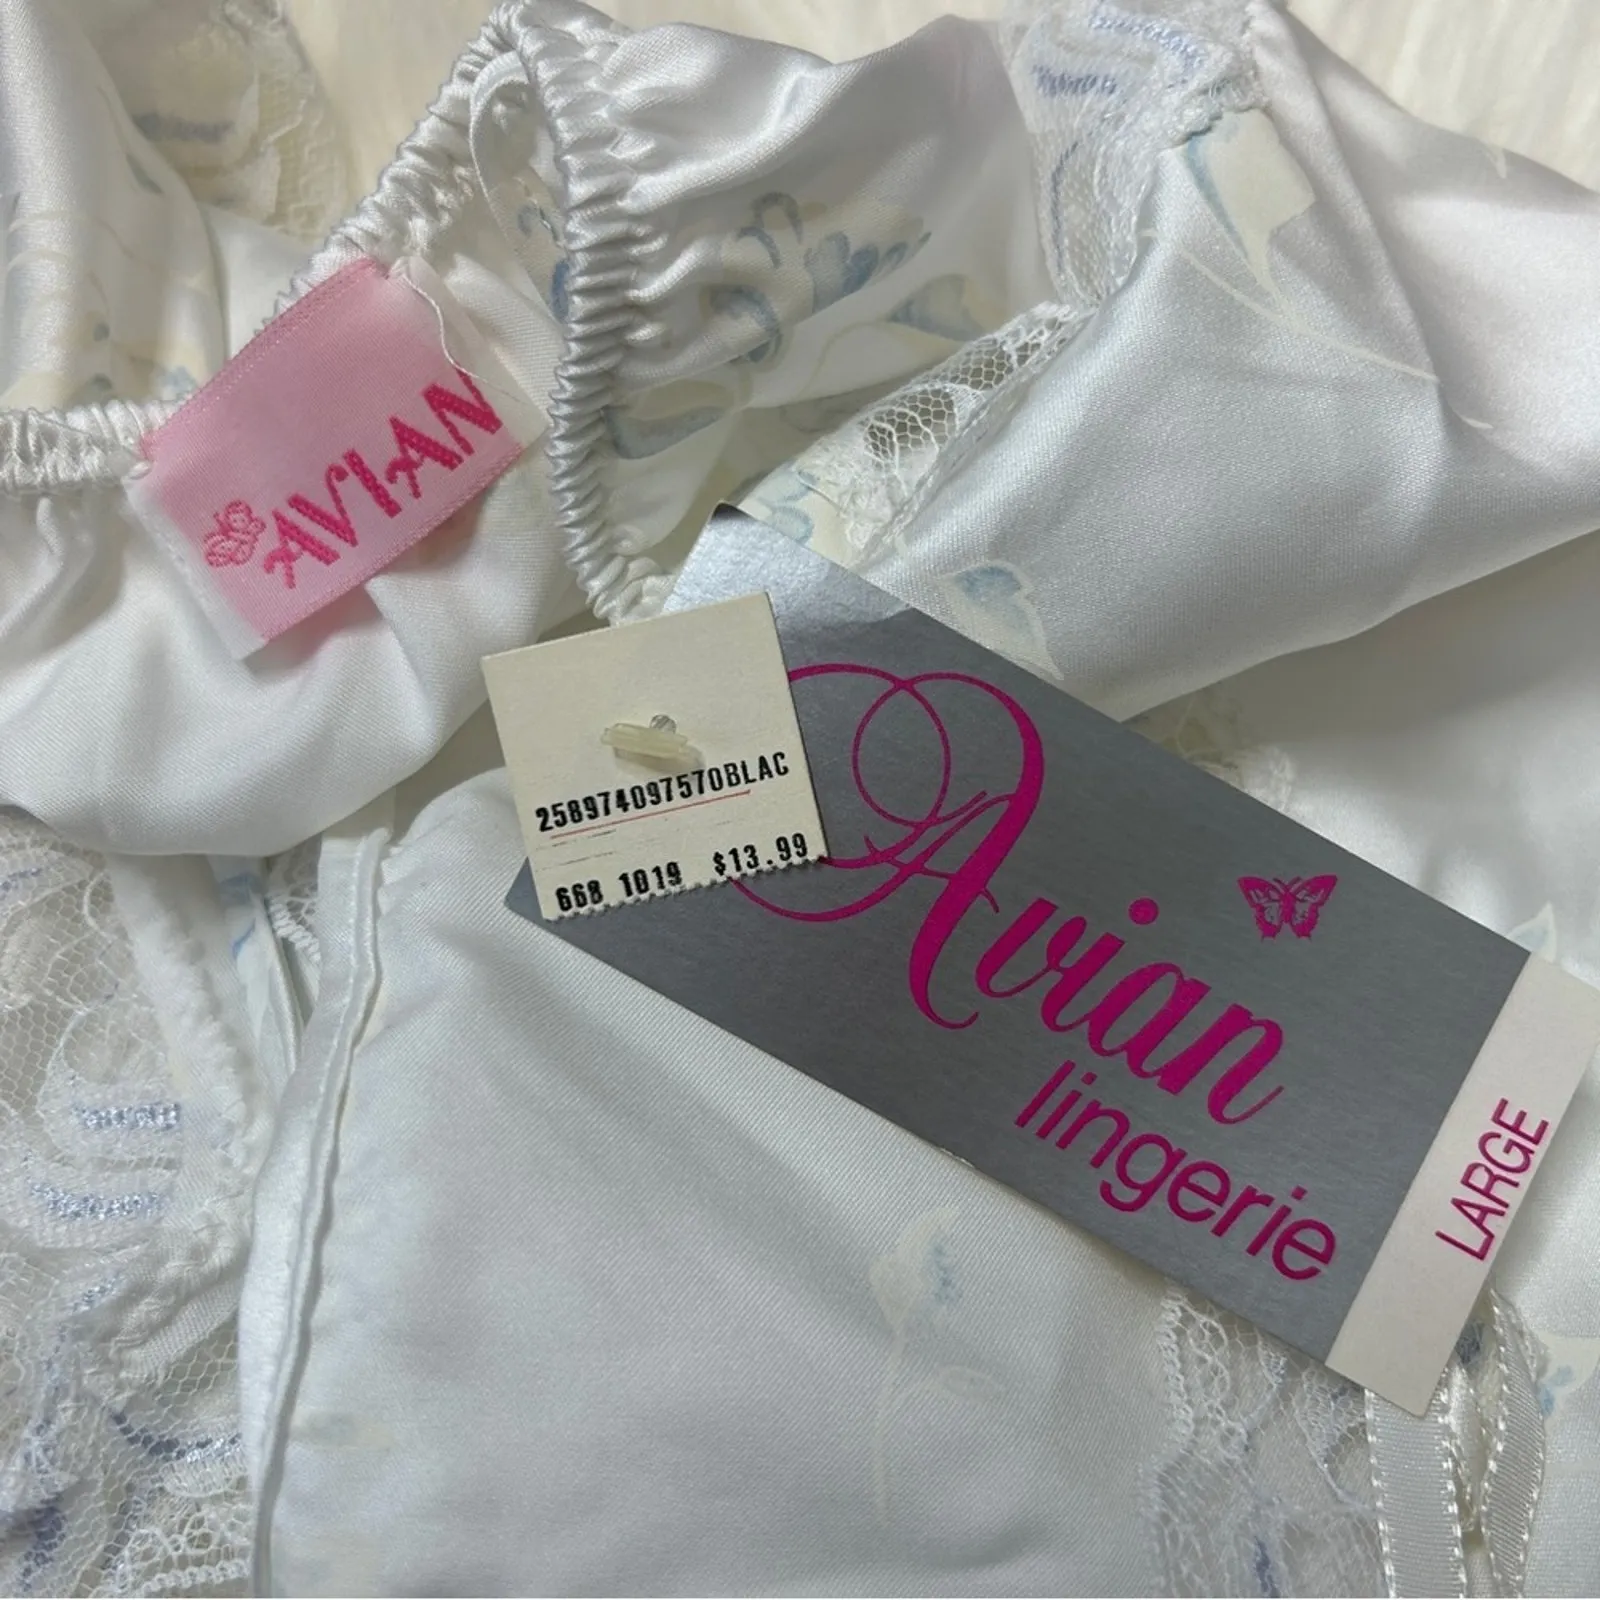 AVIAN
258974097570BLAC
668 1019 $13.99
Avian
lingerie
LARGE